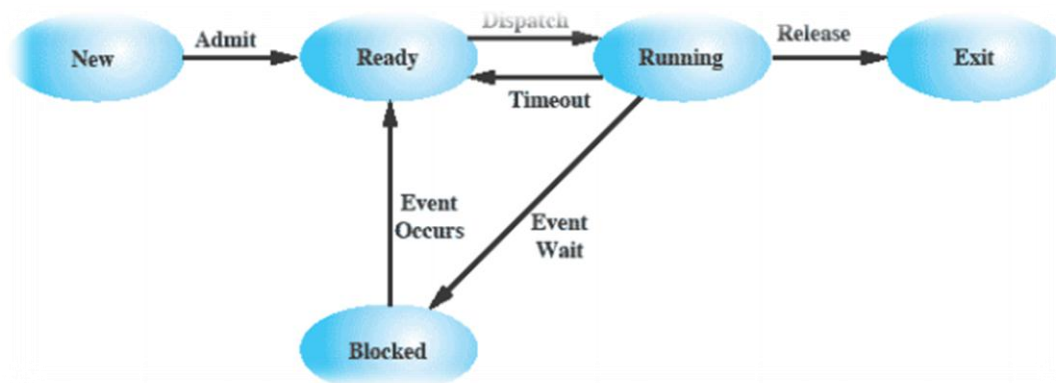 Dispatch
Admit
Release
New
Ready
Running
Exit
Timeout
Event
Occurs
Event
Wait
Blocked